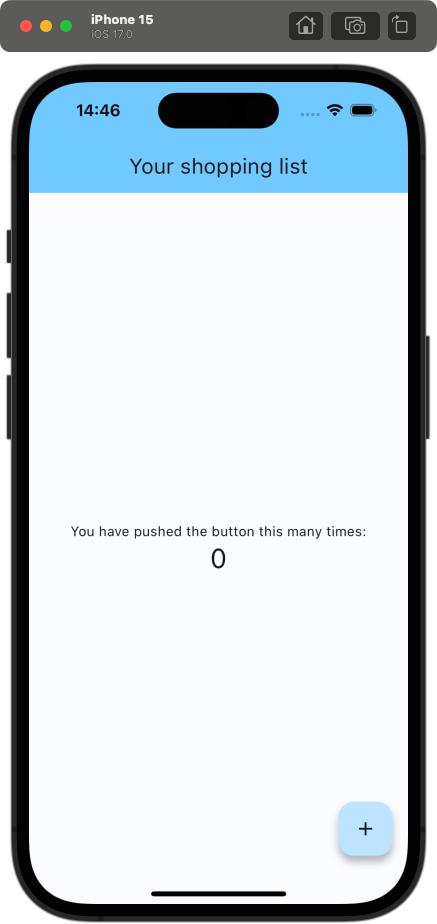 iPhone 15
iOS 17.0
14:46
Your shopping list
You have pushed the button this many times:
0
+